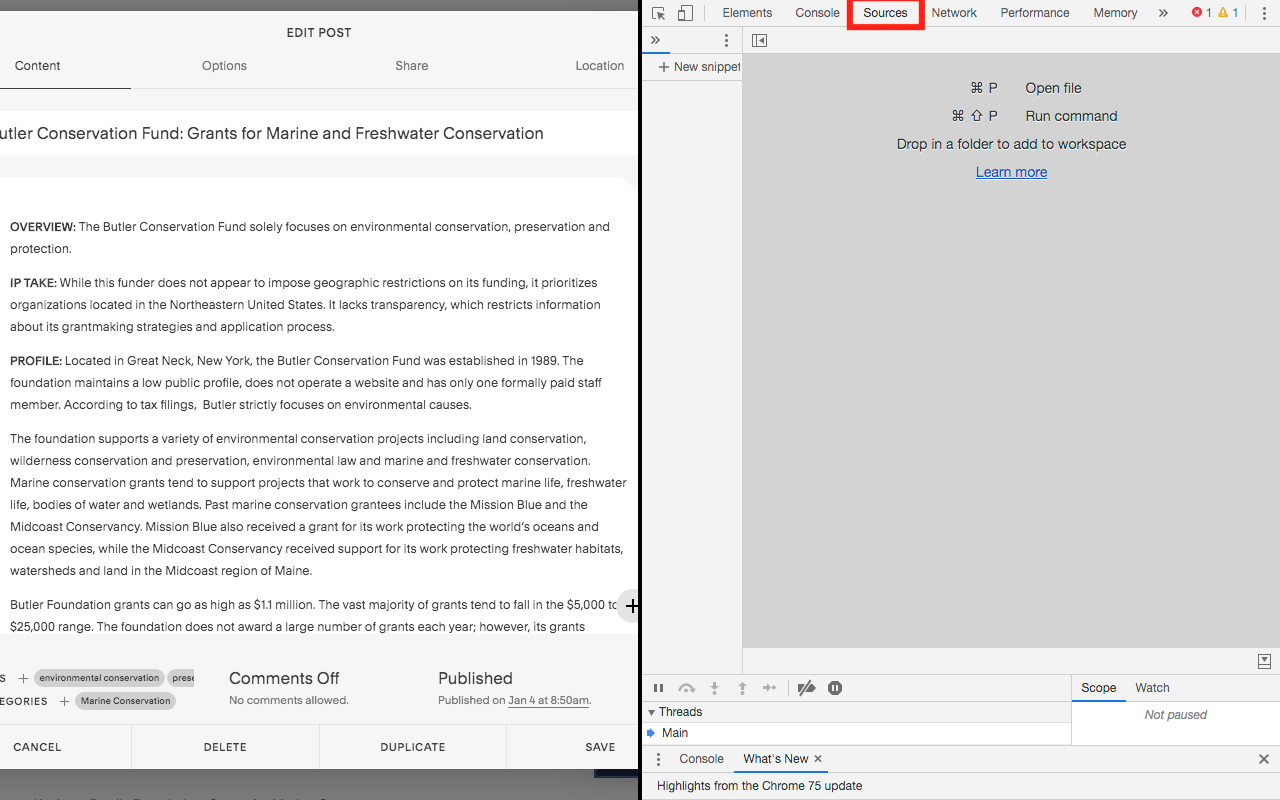 EDIT POST
Content Options Share Location
utler Conservation Fund: Grants for Marine and Freshwater Conservation
OVERVIEW: The Butler Conservation Fund solely focuses on environmental conservation, preservation and
protection.
IP TAKE: While this funder does not appear to impose geographic restrictions on its funding, it prioritizes
organizations located in the Northeastern United States. It lacks transparency, which restricts information
about its grantmaking strategies and application process.
PROFILE: Located in Great Neck, New York, the Butler Conservation Fund was established in 1989. The
foundation maintains a low public profile, does not operate a website and has only one formally paid staff
member. According to tax filings,  Butler strictly focuses on environmental causes.
The foundation supports a variety of environmental conservation projects including land conservation,
wilderness conservation and preservation, environmental law and marine and freshwater conservation.
Marine conservation grants tend to support projects that work to conserve and protect marine life, freshwater
life, bodies of water and wetlands. Past marine conservation grantees include the Mission Blue and the
Midcoast Conservancy. Mission Blue also received a grant for its work protecting the world's oceans and
ocean species, while the Midcoast Conservancy received support for its work protecting freshwater habitats,
watersheds and land in the Midcoast region of Maine.
Butler Foundation grants can go as high as $1.1 million. The vast majority of grants tend to fall in the $5,000 to
$25,000 range. The foundation does not award a large number of grants each year; however, its grants
S + environmental conservation prese
EGORIES + Marine Conservation
Comments Off
No comments allowed.
Published
Published on Jan 4 at 8:50am.
CANCEL DELETE DUPLICATE SAVE
Elements Console Sources Network Performance Memory » 1 1
»
+ New snippet
⌘ P Open file
⌘ ⇧ P Run command
Drop in a folder to add to workspace
Learn more
Threads
Main
Scope Watch
Not paused
Console What's New ×
Highlights from the Chrome 75 update